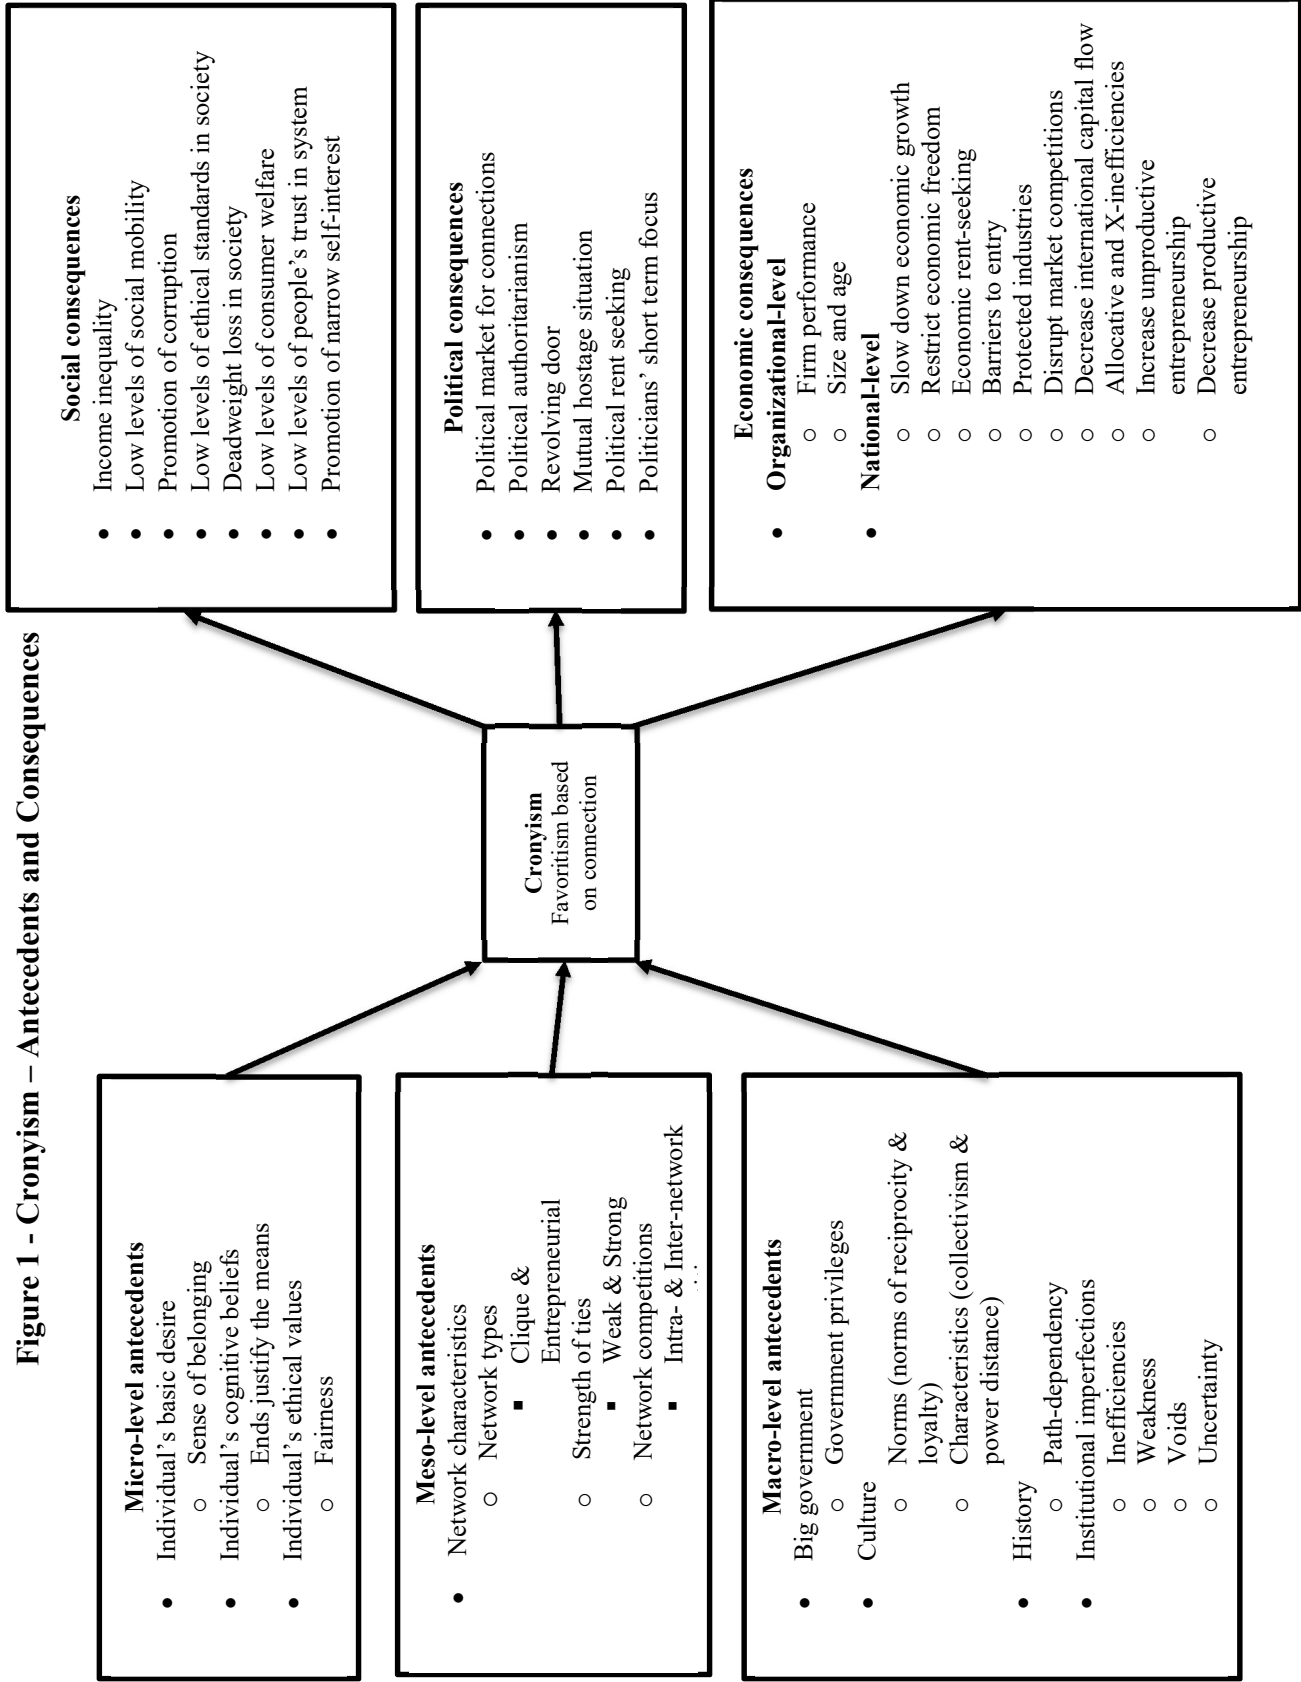 Figure 1 - Cronyism – Antecedents and Consequences
Micro-level antecedents
• Individual’s basic desire
○ Sense of belonging
• Individual’s cognitive beliefs
○ Ends justify the means
• Individual’s ethical values
○ Fairness
Meso-level antecedents
• Network characteristics
○ Network types
▪ Clique &
Entrepreneurial
○ Strength of ties
▪ Weak & Strong
○ Network competitions
▪ Intra- & Inter-network
Macro-level antecedents
• Big government
○ Government privileges
• Culture
○ Norms (norms of reciprocity &
loyalty)
○ Characteristics (collectivism &
power distance)
• History
○ Path-dependency
• Institutional imperfections
○ Inefficiencies
○ Weakness
○ Voids
○ Uncertainty
Cronyism
Favoritism based
on connection
Social consequences
• Income inequality
• Low levels of social mobility
• Promotion of corruption
• Low levels of ethical standards in society
• Deadweight loss in society
• Low levels of consumer welfare
• Low levels of people’s trust in system
• Promotion of narrow self-interest
Political consequences
• Political market for connections
• Political authoritarianism
• Revolving door
• Mutual hostage situation
• Political rent seeking
• Politicians’ short term focus
Economic consequences
• Organizational-level
○ Firm performance
○ Size and age
• National-level
○ Slow down economic growth
○ Restrict economic freedom
○ Economic rent-seeking
○ Barriers to entry
○ Protected industries
○ Disrupt market competitions
○ Decrease international capital flow
○ Allocative and X-inefficiencies
○ Increase unproductive
entrepreneurship
○ Decrease productive
entrepreneurship